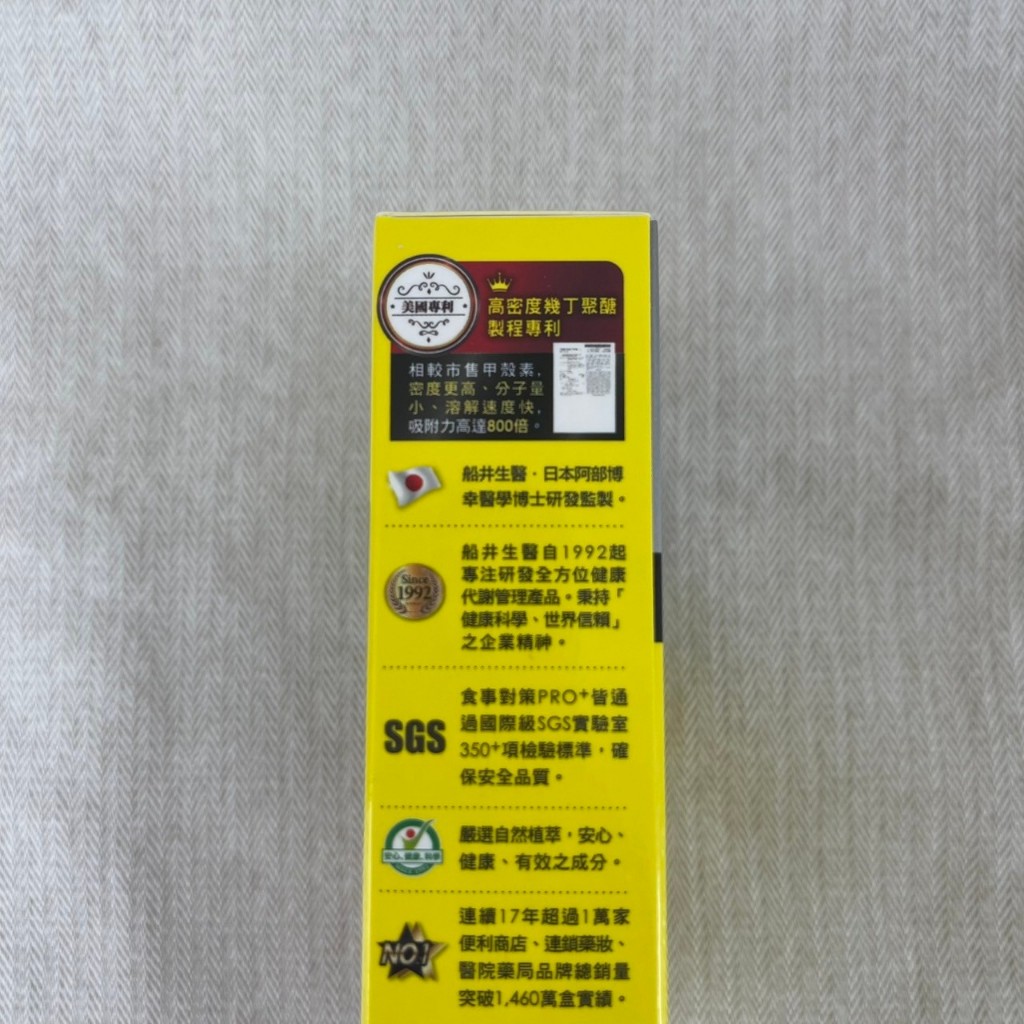 美國專利
高密度幾丁聚醣
製程專利
相較市售甲殼素,
密度更高、分子量
小、溶解速度快,
吸附力高達800倍。
船井生醫．日本阿部博
幸醫學博士研發監製。
Since
1992
船井生醫自1992起
專注研發全方位健康
代謝管理產品。秉持「
健康科學、世界信賴」
之企業精神。
SGS
食事對策PRO+皆通
過國際級SGS實驗室
350+項檢驗標準，確
保安全品質。
安心.健康.科學
嚴選自然植萃，安心、
健康、有效之成分。
NO1
連續17年超過1萬家
便利商店、連鎖藥妝、
醫院藥局品牌總銷量
突破1,460萬盒實績。